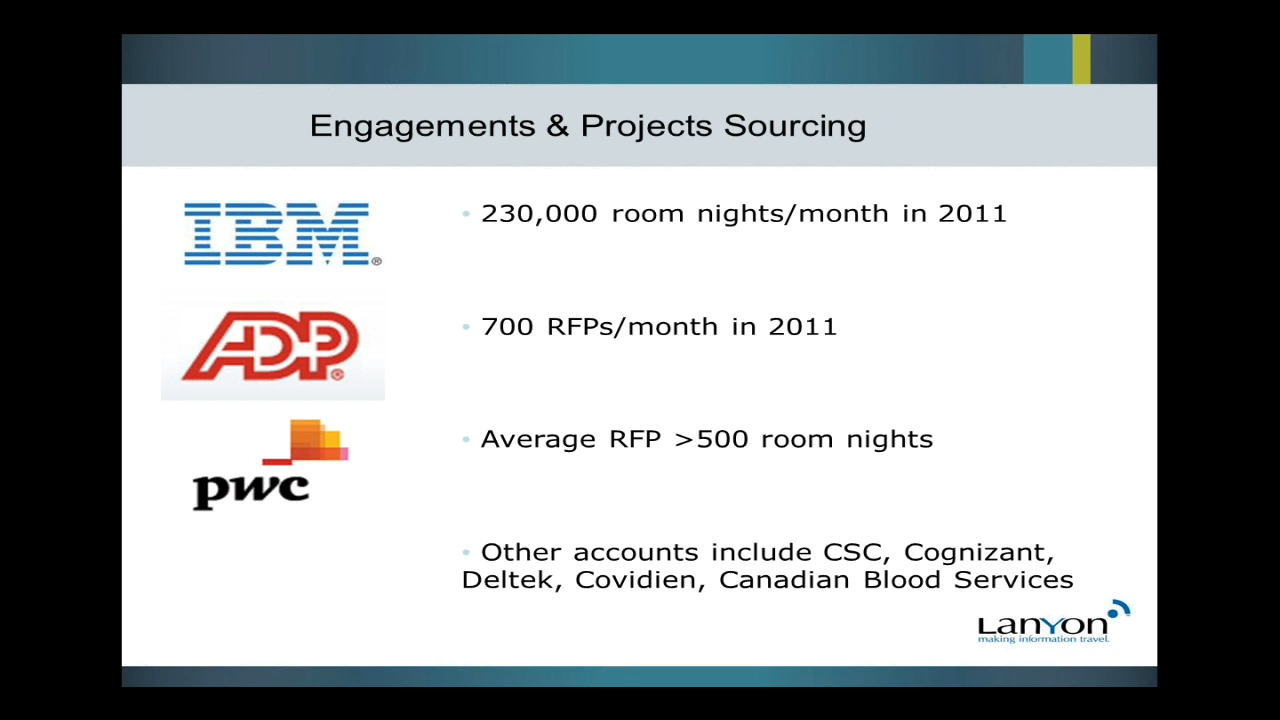 Engagements & Projects Sourcing
IBM®
• 230,000 room nights/month in 2011
ADP®
• 700 RFPs/month in 2011
pwc
• Average RFP >500 room nights
• Other accounts include CSC, Cognizant,
Deltek, Covidien, Canadian Blood Services
Lanyon
making information travel.